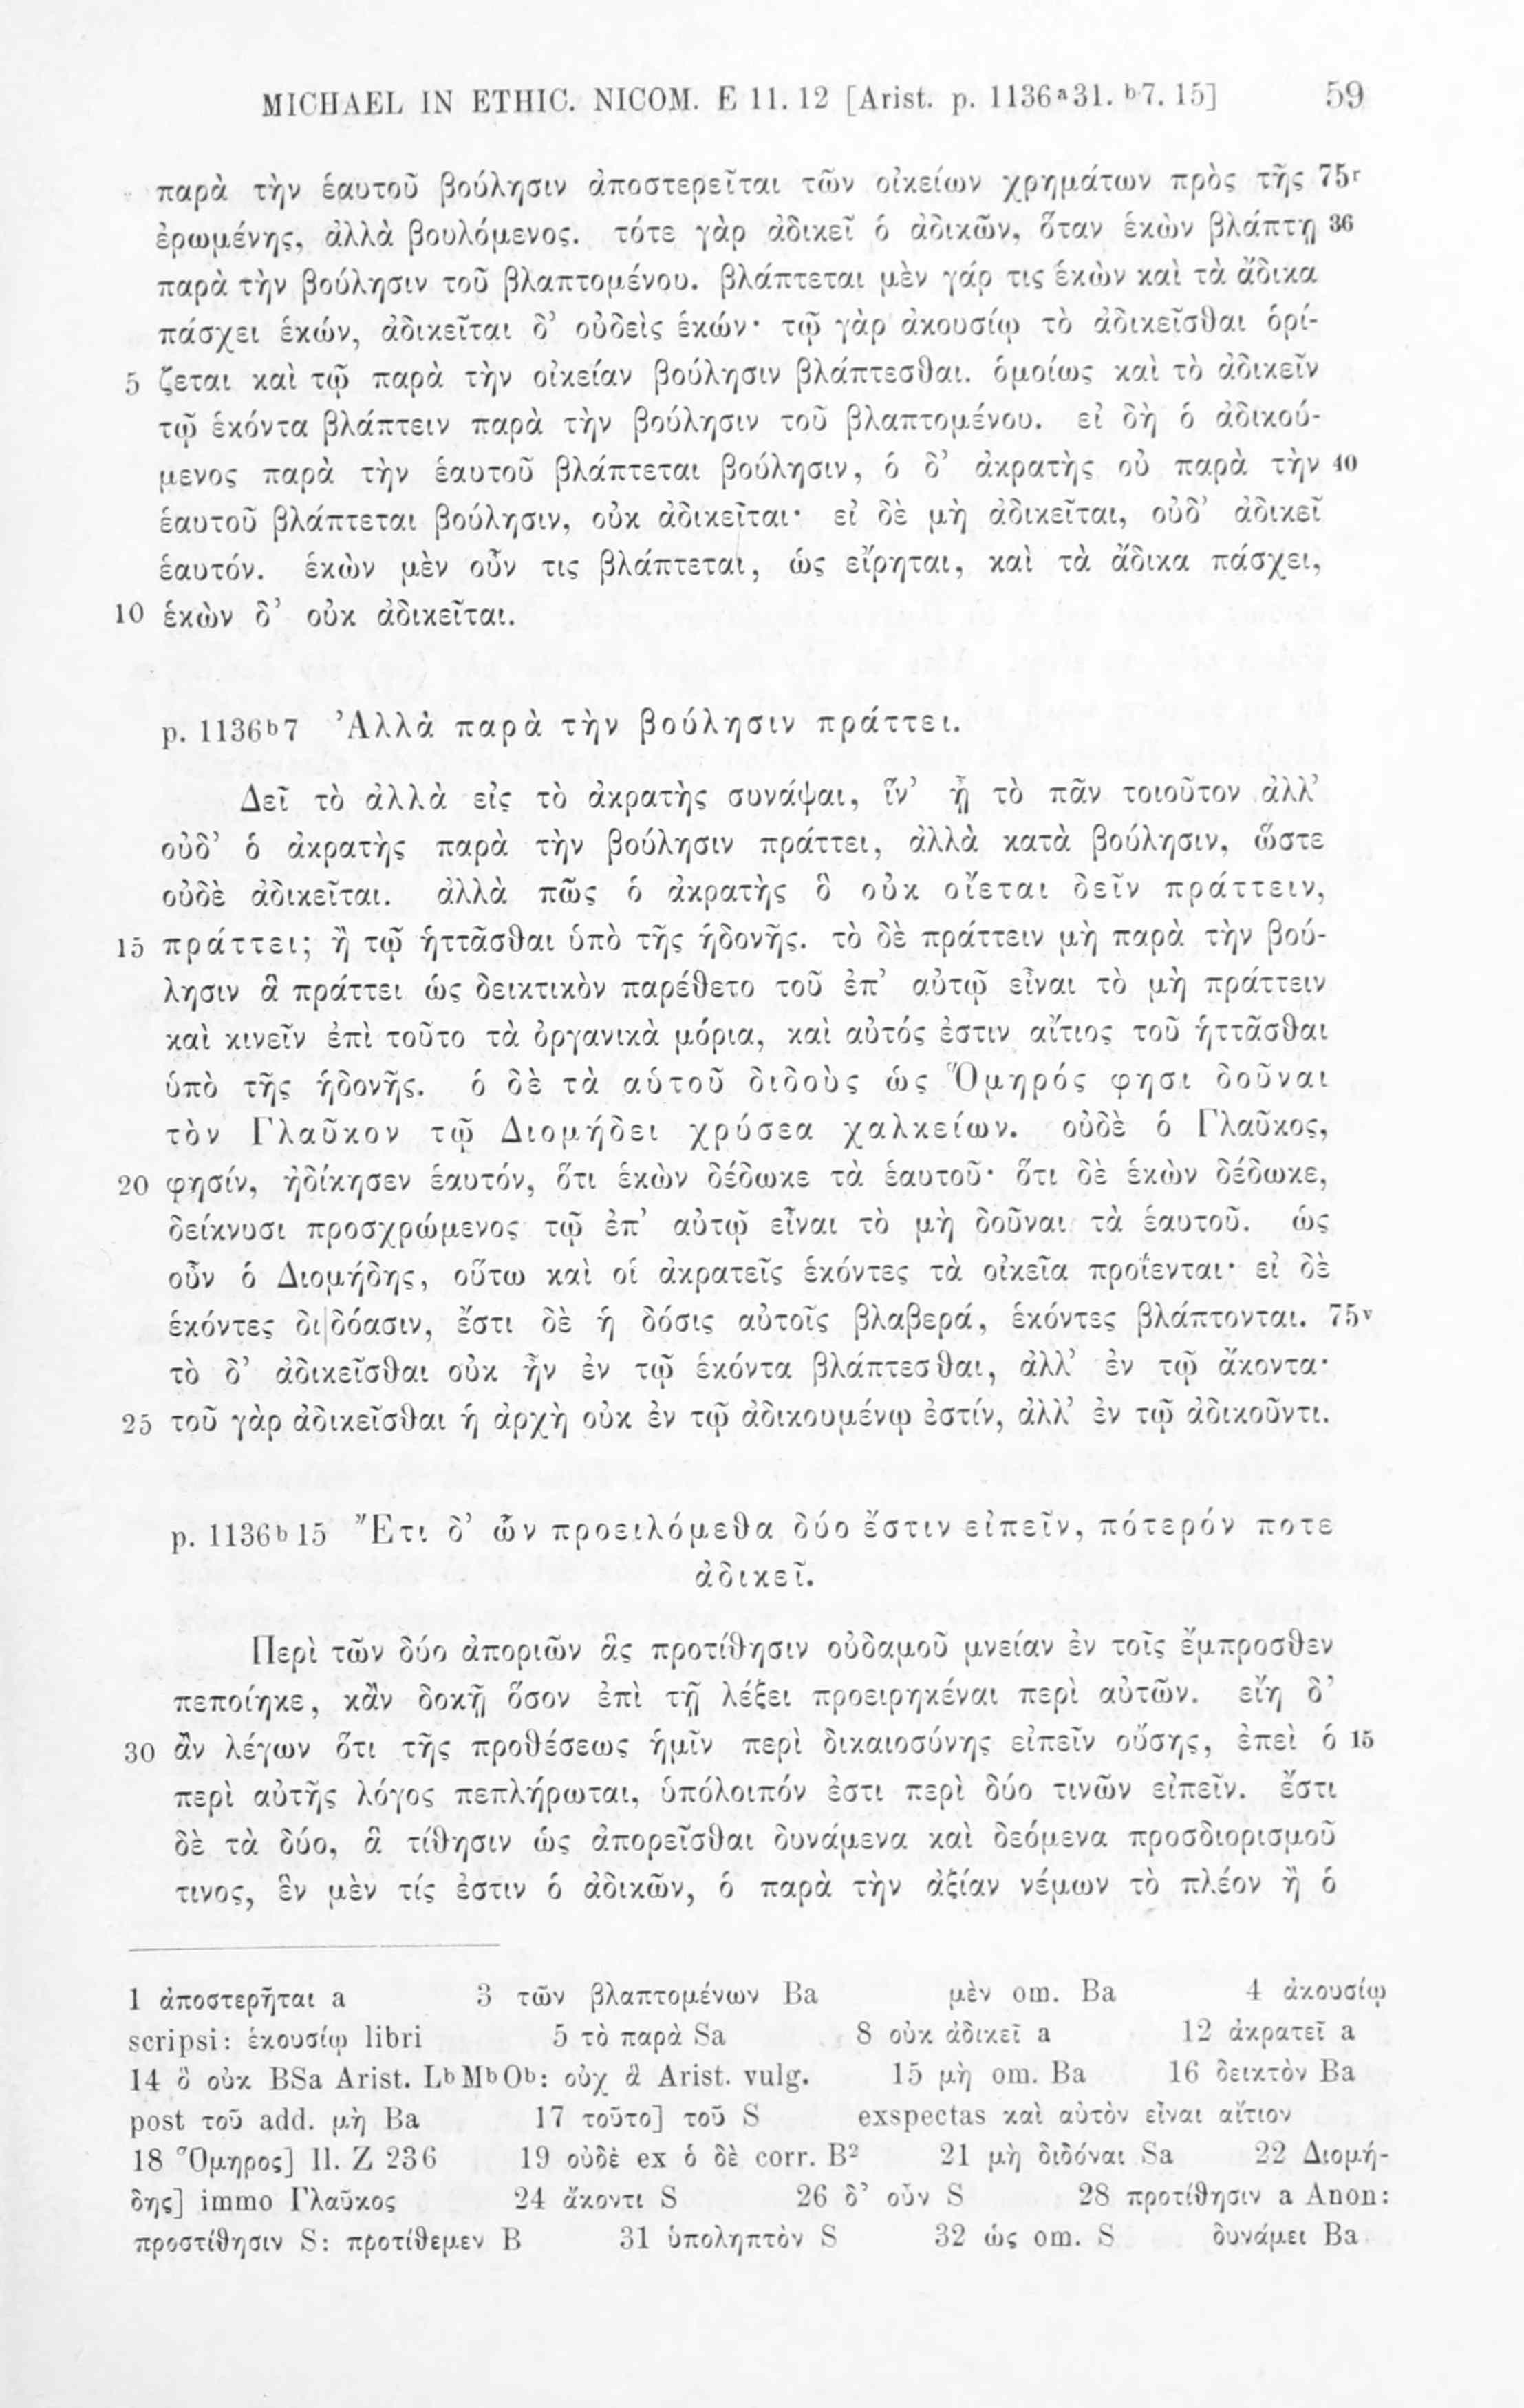 MICHAEL IN ETHIC. NICOM. E 11. 12 [Arist. p. 1136ᵃ31. ᵇ7. 15] 59
παρὰ τὴν ἑαυτοῦ βούλησιν ἀποστερεῖται τῶν οἰκείων χρημάτων πρὸς τῆς 75ʳ
ἐρωμένης, ἀλλὰ βουλόμενος. τότε γὰρ ἀδικεῖ ὁ ἀδικῶν, ὅταν ἑκὼν βλάπτῃ 36
παρὰ τὴν βούλησιν τοῦ βλαπτομένου. βλάπτεται μὲν γάρ τις ἑκὼν καὶ τὰ ἄδικα
πάσχει ἑκών, ἀδικεῖται δ’ οὐδεὶς ἑκών· τῷ γὰρ ἀκουσίῳ τὸ ἀδικεῖσθαι ὁρί-
5 ζεται καὶ τῷ παρὰ τὴν οἰκείαν βούλησιν βλάπτεσθαι. ὁμοίως καὶ τὸ ἀδικεῖν
τῷ ἑκόντα βλάπτειν παρὰ τὴν βούλησιν τοῦ βλαπτομένου. εἰ δὴ ὁ ἀδικού-
μενος παρὰ τὴν ἑαυτοῦ βλάπτεται βούλησιν, ὁ δ’ ἀκρατὴς οὐ παρὰ τὴν 40
ἑαυτοῦ βλάπτεται βούλησιν, οὐκ ἀδικεῖται· εἰ δὲ μὴ ἀδικεῖται, οὐδ’ ἀδικεῖ
ἑαυτόν. ἑκὼν μὲν οὖν τις βλάπτεται, ὡς εἴρηται, καὶ τὰ ἄδικα πάσχει,
10 ἑκὼν δ’ οὐκ ἀδικεῖται.
p. 1136ᵇ7 Ἀλλὰ παρὰ τὴν βούλησιν πράττει.
Δεῖ τὸ ἀλλὰ εἰς τὸ ἀκρατὴς συνάψαι, ἵν’ ᾖ τὸ πᾶν τοιοῦτον ἀλλ’
οὐδ’ ὁ ἀκρατὴς παρὰ τὴν βούλησιν πράττει, ἀλλὰ κατὰ βούλησιν, ὥστε
οὐδὲ ἀδικεῖται. ἀλλὰ πῶς ὁ ἀκρατὴς ὃ οὐκ οἴεται δεῖν πράττειν,
15 πράττει; ἢ τῷ ἡττᾶσθαι ὑπὸ τῆς ἡδονῆς. τὸ δὲ πράττειν μὴ παρὰ τὴν βού-
λησιν ἃ πράττει ὡς δεικτικὸν παρέθετο τοῦ ἐπ’ αὐτῷ εἶναι τὸ μὴ πράττειν
καὶ κινεῖν ἐπὶ τοῦτο τὰ ὀργανικὰ μόρια, καὶ αὐτός ἐστιν αἴτιος τοῦ ἡττᾶσθαι
ὑπὸ τῆς ἡδονῆς. ὁ δὲ τὰ αὑτοῦ διδοὺς ὡς Ὅμηρός φησι δοῦναι
τὸν Γλαῦκον τῷ Διομήδει χρύσεα χαλκείων. οὐδὲ ὁ Γλαῦκος,
20 φησίν, ἠδίκησεν ἑαυτόν, ὅτι ἑκὼν δέδωκε τὰ ἑαυτοῦ· ὅτι δὲ ἑκὼν δέδωκε,
δείκνυσι προσχρώμενος τῷ ἐπ’ αὐτῷ εἶναι τὸ μὴ δοῦναι τὰ ἑαυτοῦ. ὡς
οὖν ὁ Διομήδης, οὕτω καὶ οἱ ἀκρατεῖς ἑκόντες τὰ οἰκεῖα προΐενται· εἰ δὲ
ἑκόντες δι|δόασιν, ἔστι δὲ ἡ δόσις αὐτοῖς βλαβερά, ἑκόντες βλάπτονται. 75ᵛ
τὸ δ’ ἀδικεῖσθαι οὐκ ἦν ἐν τῷ ἑκόντα βλάπτεσθαι, ἀλλ’ ἐν τῷ ἄκοντα·
25 τοῦ γὰρ ἀδικεῖσθαι ἡ ἀρχὴ οὐκ ἐν τῷ ἀδικουμένῳ ἐστίν, ἀλλ’ ἐν τῷ ἀδικοῦντι.
p. 1136ᵇ15 Ἔτι δ’ ὧν προειλόμεθα δύο ἔστιν εἰπεῖν, πότερόν ποτε
ἀδικεῖ.
Περὶ τῶν δύο ἀποριῶν ἃς προτίθησιν οὐδαμοῦ μνείαν ἐν τοῖς ἔμπροσθεν
πεποίηκε, κἂν δοκῇ ὅσον ἐπὶ τῇ λέξει προειρηκέναι περὶ αὐτῶν. εἴη δ’
30 ἂν λέγων ὅτι τῆς προθέσεως ἡμῖν περὶ δικαιοσύνης εἰπεῖν οὔσης, ἐπεὶ ὁ 15
περὶ αὐτῆς λόγος πεπλήρωται, ὑπόλοιπόν ἐστι περὶ δύο τινῶν εἰπεῖν. ἔστι
δὲ τὰ δύο, ἃ τίθησιν ὡς ἀπορεῖσθαι δυνάμενα καὶ δεόμενα προσδιορισμοῦ
τινος, ἓν μὲν τίς ἐστιν ὁ ἀδικῶν, ὁ παρὰ τὴν ἀξίαν νέμων τὸ πλέον ἢ ὁ
1 ἀποστερῆται a 3 τῶν βλαπτομένων Ba μὲν om. Ba 4 ἀκουσίῳ
scripsi: ἑκουσίῳ libri 5 τὸ παρὰ Sa 8 οὐκ ἀδικεῖ a 12 ἀκρατεῖ a
14 ὃ οὐκ BSa Arist. LᵇMᵇOᵇ: οὐχ ἃ Arist. vulg. 15 μὴ om. Ba 16 δεικτὸν Ba
post τοῦ add. μὴ Ba 17 τοῦτο] τοῦ S exspectas καὶ αὐτὸν εἶναι αἴτιον
18 Ὅμηρος] Il. Z 236 19 οὐδὲ ex ὁ δὲ corr. B² 21 μὴ διδόναι Sa 22 Διομή-
δης] immo Γλαῦκος 24 ἄκοντι S 26 δ’ οὖν S 28 προτίθησιν a Anon:
προστίθησιν S: προτίθεμεν B 31 ὑποληπτὸν S 32 ὡς om. S δυνάμει Ba